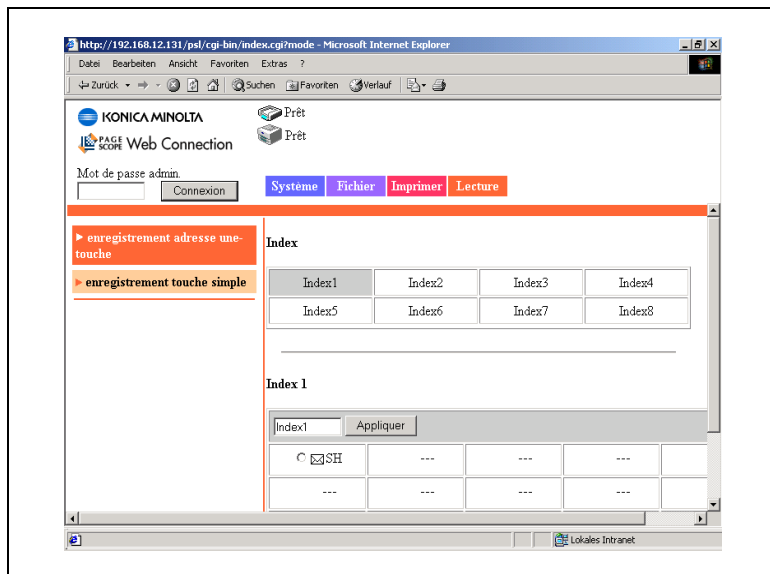 http://192.168.12.131/psl/cgi-bin/index.cgi?mode - Microsoft Internet Explorer
Datei Bearbeiten Ansicht Favoriten Extras ?
Zurück Suchen Favoriten Verlauf
KONICA MINOLTA
Prêt
PAGE SCOPE Web Connection
Prêt
Mot de passe admin.
Connexion
Système Fichier Imprimer Lecture
enregistrement adresse une-
touche
enregistrement touche simple
Index
Index1 Index2 Index3 Index4
Index5 Index6 Index7 Index8
Index 1
Index1 Appliquer
SH --- --- ---
--- --- --- ---
Lokales Intranet